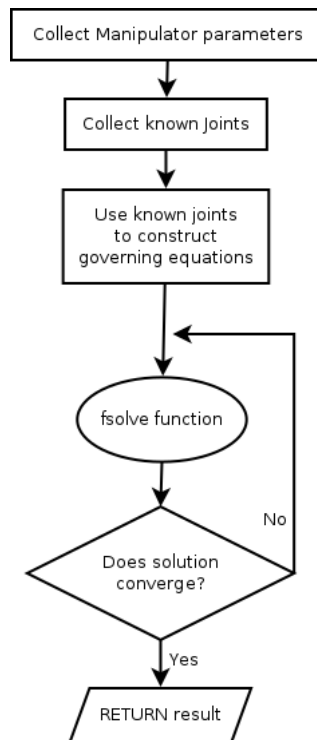 Collect Manipulator parameters
Collect known Joints
Use known joints
to construct
governing equations
fsolve function
No
Does solution
converge?
Yes
RETURN result